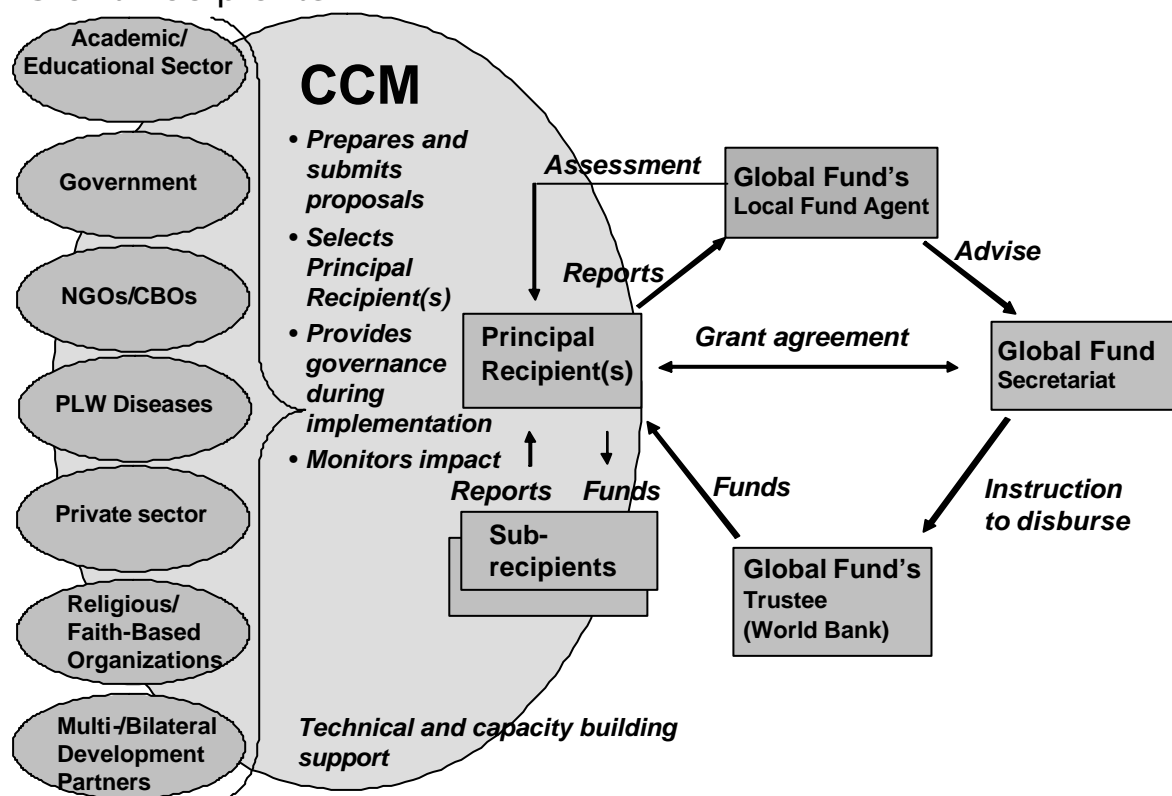 Academic/
Educational Sector
Government
NGOs/CBOs
PLW Diseases
Private sector
Religious/
Faith-Based
Organizations
Multi-/Bilateral
Development
Partners
CCM
• Prepares and
submits
proposals
• Selects
Principal
Recipient(s)
• Provides
governance
during
implementation
• Monitors impact
Technical and capacity building
support
Assessment
Reports
Principal
Recipient(s)
Reports
Funds
Sub-
recipients
Global Fund's
Local Fund Agent
Advise
Grant agreement
Global Fund
Secretariat
Funds
Instruction
to disburse
Global Fund's
Trustee
(World Bank)